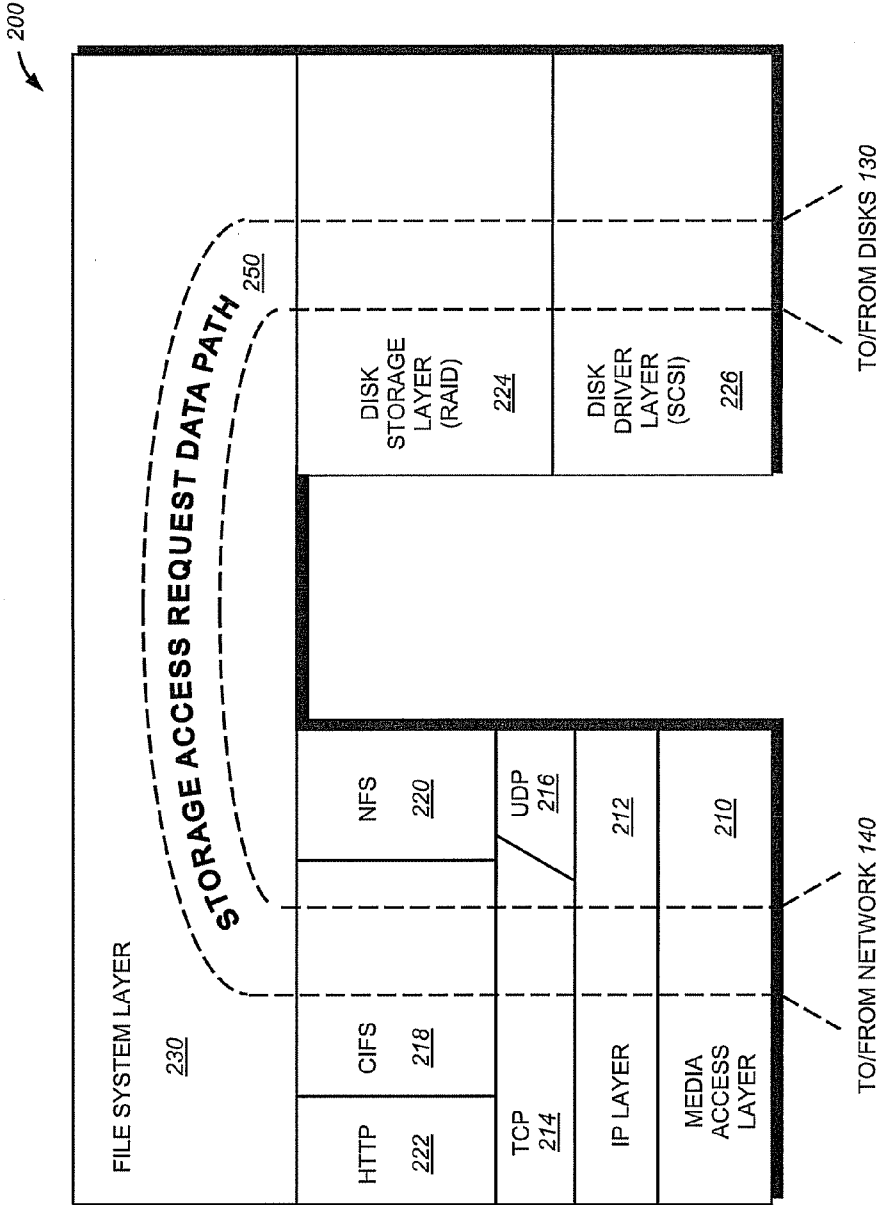 200
FILE SYSTEM LAYER
230
STORAGE ACCESS REQUEST DATA PATH
250
HTTP
222
CIFS
218
NFS
220
TCP
214
UDP
216
IP LAYER
212
MEDIA
ACCESS
LAYER
210
DISK
STORAGE
LAYER
(RAID)
224
DISK
DRIVER
LAYER
(SCSI)
226
TO/FROM NETWORK 140
TO/FROM DISKS 130